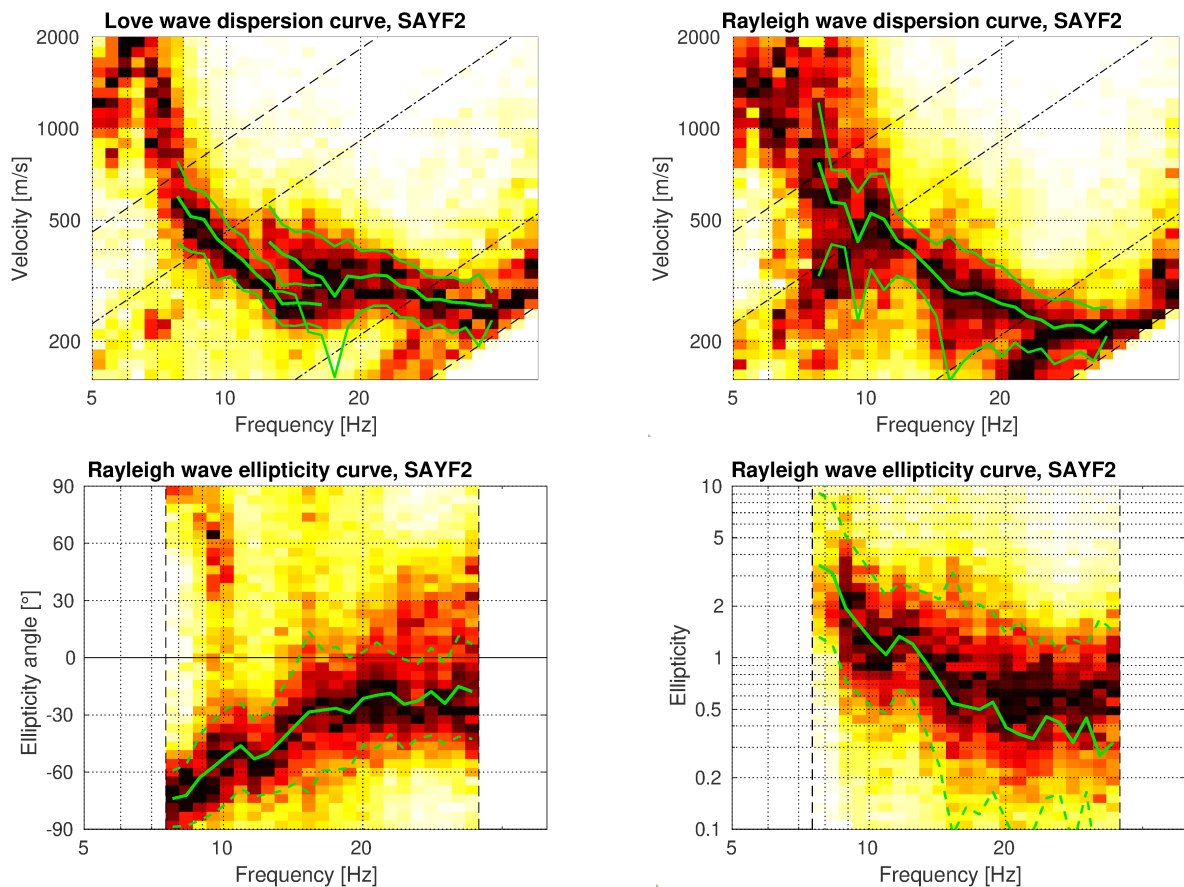 Love wave dispersion curve, SAYF2
2000
1000
500
200
Velocity [m/s]
5
10
20
Frequency [Hz]
Rayleigh wave dispersion curve, SAYF2
2000
1000
500
200
Velocity [m/s]
5
10
20
Frequency [Hz]
Rayleigh wave ellipticity curve, SAYF2
90
60
30
0
-30
-60
-90
Ellipticity angle [°]
5
10
20
Frequency [Hz]
Rayleigh wave ellipticity curve, SAYF2
10
5
2
1
0.5
0.2
0.1
Ellipticity
5
10
20
Frequency [Hz]